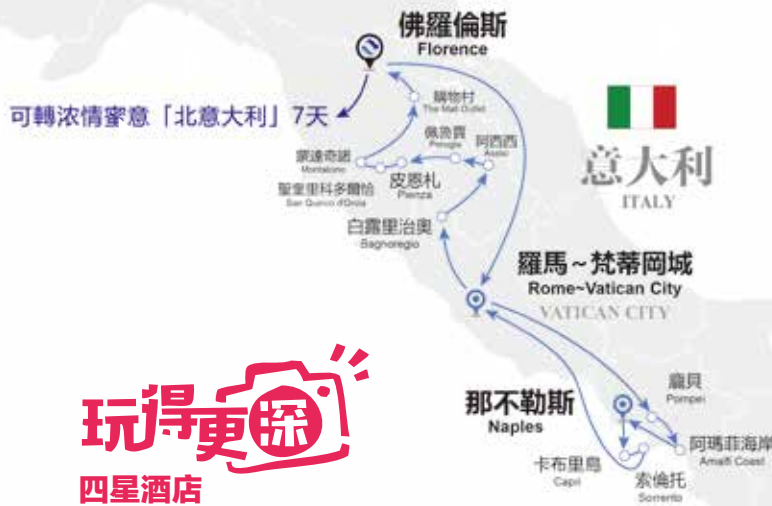 佛羅倫斯
Florence
可轉浓情蜜意「北意大利」7天
購物村
The Mall Outlet
佩魯賈
Perugia
阿西西
Assisi
蒙達奇諾
Montalcino
皮恩札
Pienza
聖奎里科多爾恰
San Quirico d'Orcia
白露里治奧
Bagnoregio
意大利
ITALY
羅馬~梵蒂岡城
Rome~Vatican City
VATICAN CITY
那不勒斯
Naples
龐貝
Pompei
阿瑪菲海岸
Amalfi Coast
卡布里島
Capri
索倫托
Sorrento
玩得更深
四星酒店